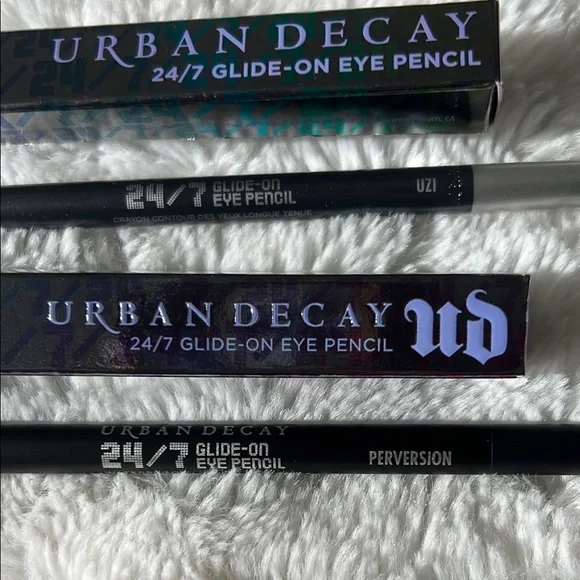 URBAN DECAY
24/7 GLIDE-ON EYE PENCIL
Beach, CA
24/7 GLIDE-ON
EYE PENCIL
UZI
CRAYON CONTOUR DES YEUX LONGUE TENUE
URBAN DECAY
24/7 GLIDE-ON EYE PENCIL
UD
URBAN DECAY
24/7 GLIDE-ON
EYE PENCIL
PERVERSION